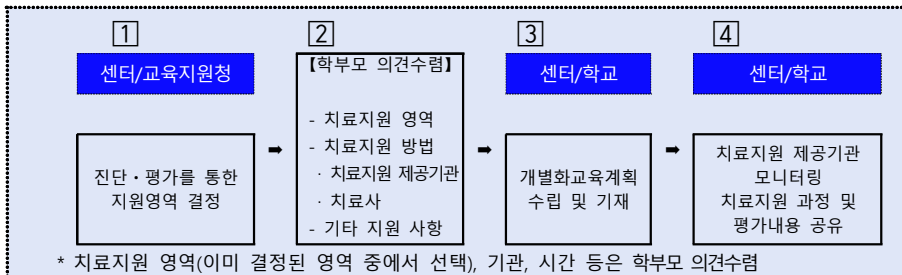 1
센터/교육지원청
진단・평가를 통한
지원영역 결정
➡
2
【학부모 의견수렴】
- 치료지원 영역
- 치료지원 방법
· 치료지원 제공기관
· 치료사
- 기타 지원 사항
➡
3
센터/학교
개별화교육계획
수립 및 기재
➡
4
센터/학교
치료지원 제공기관
모니터링
치료지원 과정 및
평가내용 공유
* 치료지원 영역(이미 결정된 영역 중에서 선택), 기관, 시간 등은 학부모 의견수렴